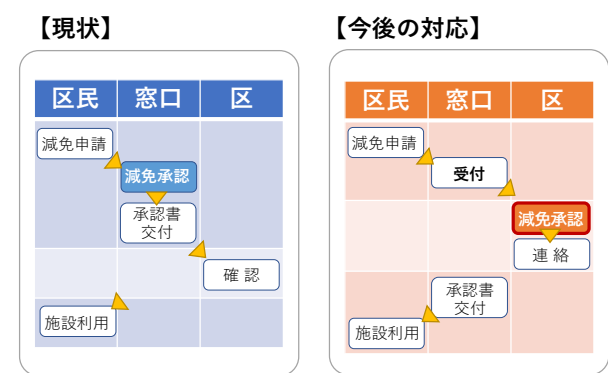 【現状】
区民 窓口 区
減免申請
減免承認
承認書
交付
確 認
施設利用
【今後の対応】
区民 窓口 区
減免申請
受付
減免承認
連 絡
承認書
交付
施設利用